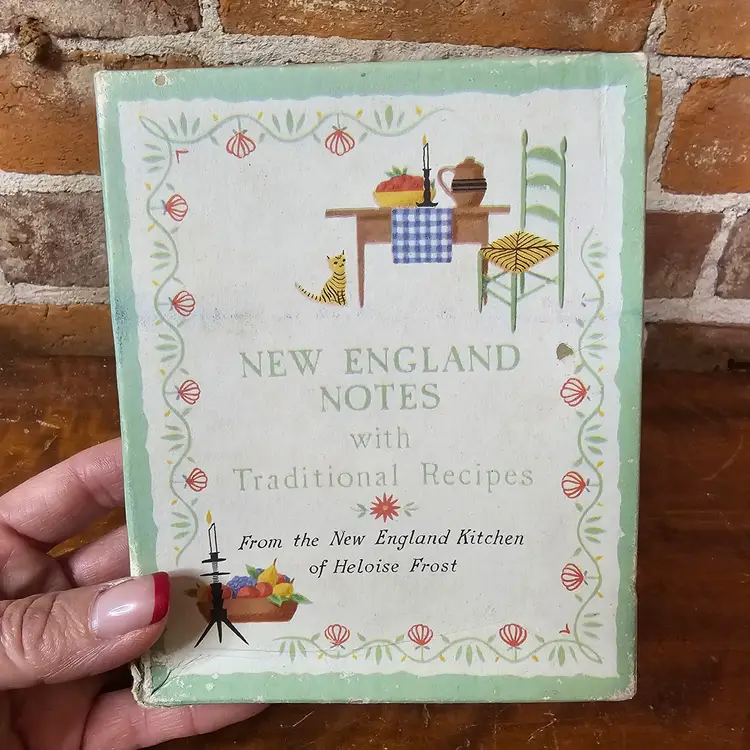 NEW ENGLAND
NOTES
with
Traditional Recipes
From the New England Kitchen
of Heloise Frost